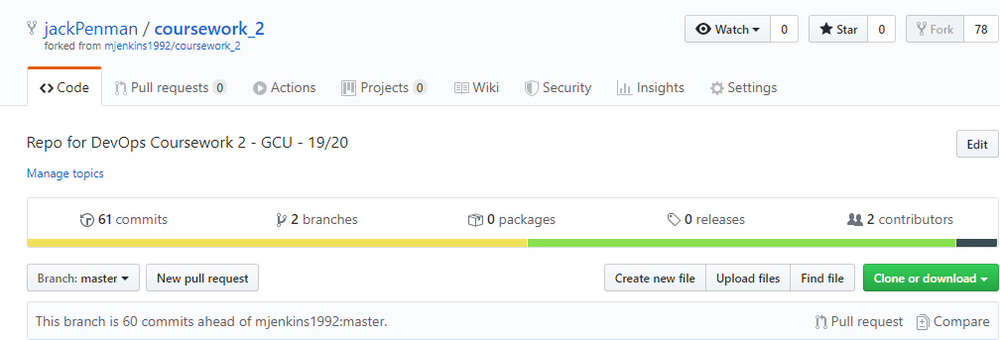 jackPenman / coursework_2
forked from mjenkins1992/coursework_2
Watch 0 Star 0 Fork 78
Code Pull requests 0 Actions Projects 0 Wiki Security Insights Settings
Repo for DevOps Coursework 2 - GCU - 19/20
Edit
Manage topics
61 commits 2 branches 0 packages 0 releases 2 contributors
Branch: master New pull request Create new file Upload files Find file Clone or download
This branch is 60 commits ahead of mjenkins1992:master. Pull request Compare